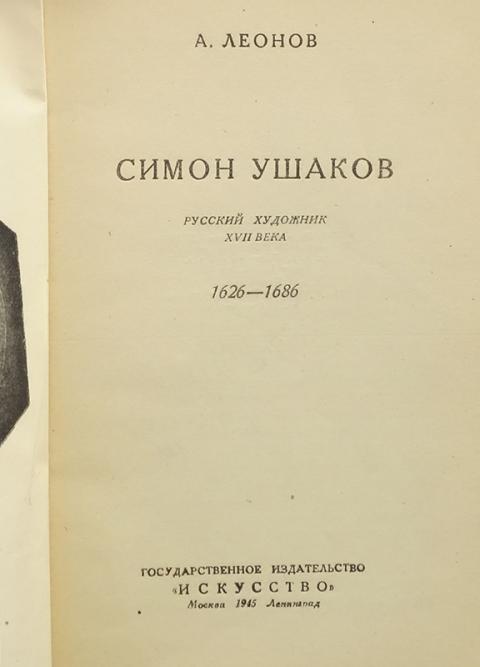 А. ЛЕОНОВ
СИМОН УШАКОВ
РУССКИЙ ХУДОЖНИК
XVII ВЕКА
1626—1686
ГОСУДАРСТВЕННОЕ ИЗДАТЕЛЬСТВО
«ИСКУССТВО»
Москва 1945 Ленинград